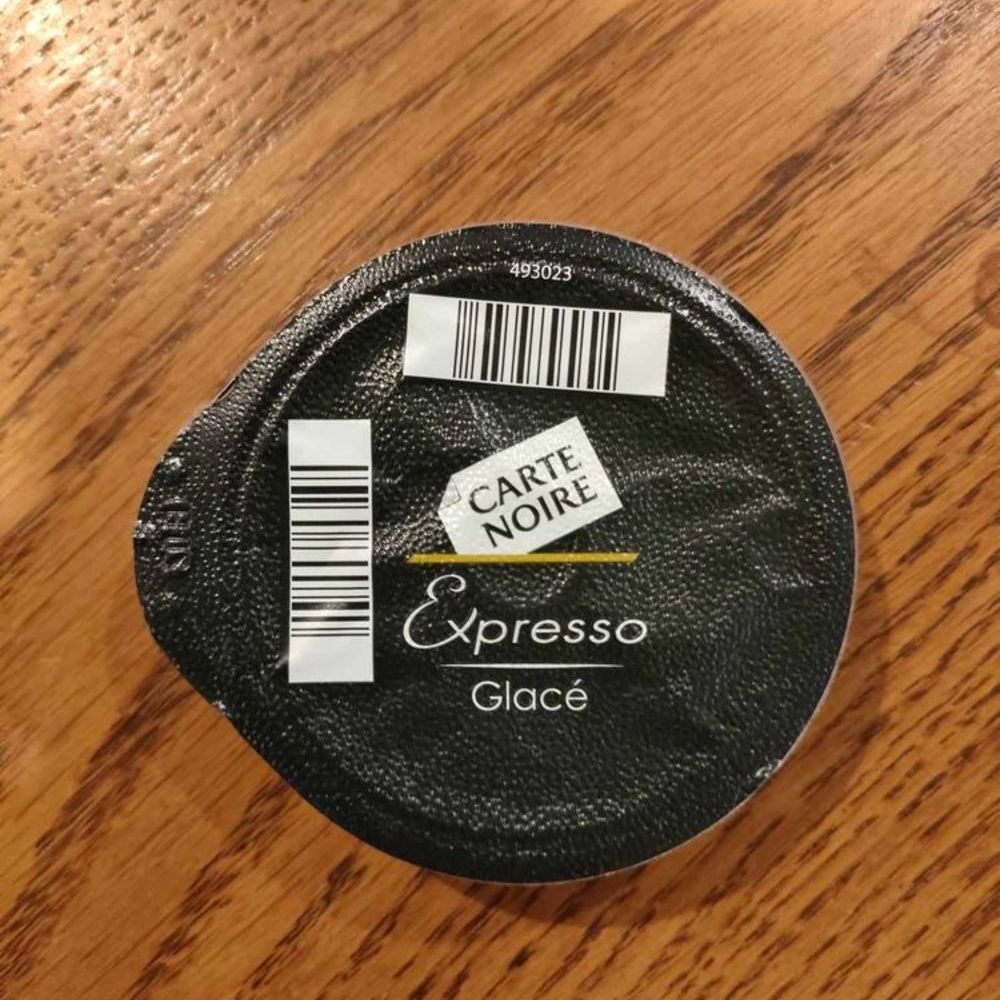 493023
CARTE
NOIRE
Expresso
Glacé